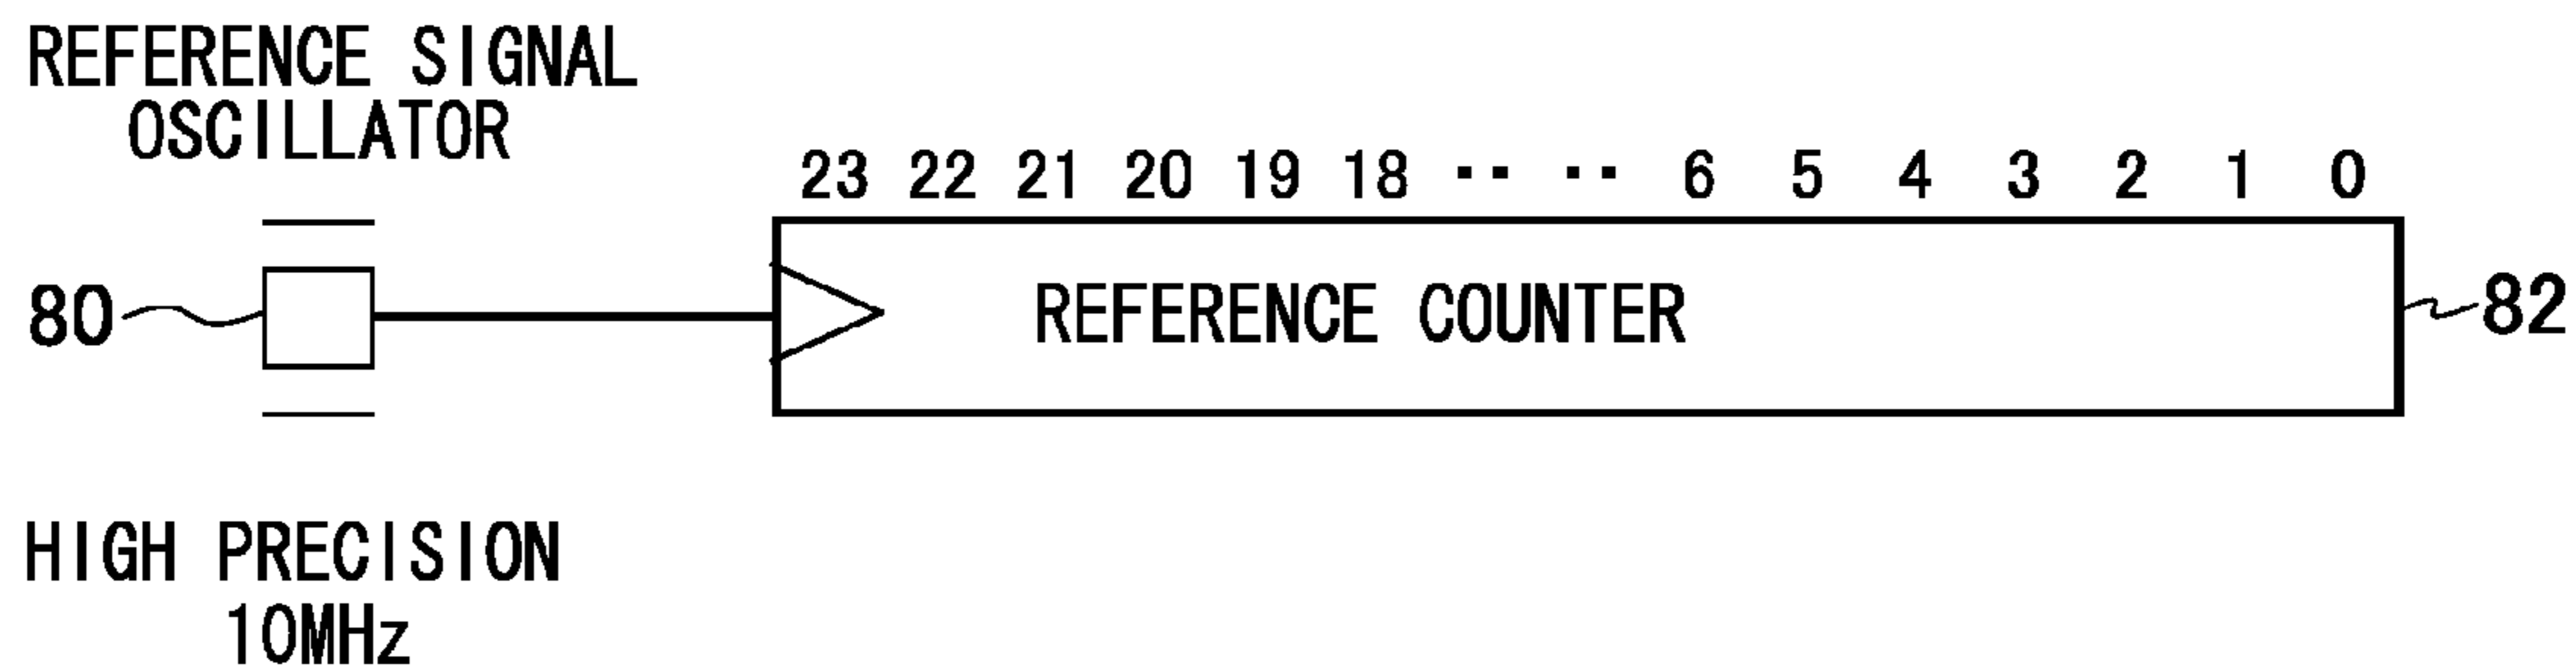 REFERENCE SIGNAL
OSCILLATOR
23 22 21 20 19 18 ·· ·· 6 5 4 3 2 1 0
80
REFERENCE COUNTER
82
HIGH PRECISION
10MHz